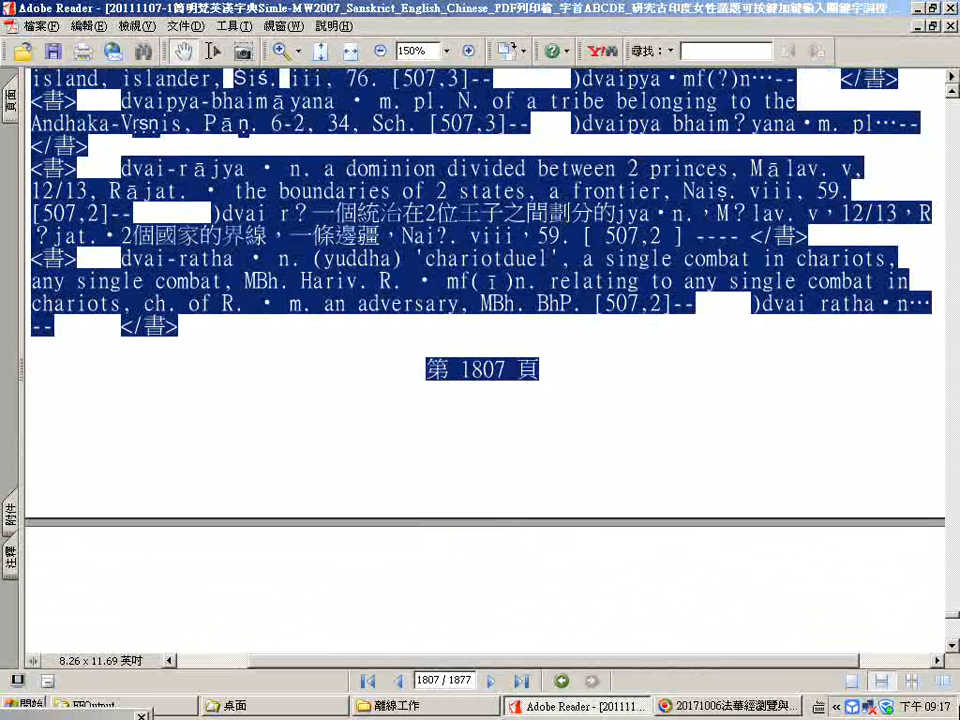 Adobe Reader - [20111107-1簡明梵英漢字典Simle-MW2007_Sanskrict_English_Chinese_PDF列印檔_字首ABCDE_研究古印度女性議題可按鍵加鍵輸入關鍵字詞搜
檔案(F) 編輯(E) 檢視(V) 文件(D) 工具(T) 視窗(W) 說明(H)
150% Y! 尋找:
頁面
island, islander, Śiś. iii, 76. [507,3]-- )dvaipya·mf(?)n…-- </書>
<書> dvaipya-bhaimāyana · m. pl. N. of a tribe belonging to the
Andhaka-Vṛṣṇis, Pāṇ. 6-2, 34, Sch. [507,3]-- )dvaipya bhaim?yana·m. pl…--
</書>
<書> dvai-rājya · n. a dominion divided between 2 princes, Mālav. v,
12/13, Rājat. · the boundaries of 2 states, a frontier, Naiṣ. viii, 59.
[507,2]-- )dvai r?一個統治在2位王子之間劃分的jya·n.,M?lav. v,12/13,R
?jat.·2個國家的界線,一條邊疆,Nai?. viii,59. [ 507,2 ] ---- </書>
<書> dvai-ratha · n. (yuddha) 'chariotduel', a single combat in chariots,
any single combat, MBh. Hariv. R. · mf(ī)n. relating to any single combat in
chariots, ch. of R. · m. an adversary, MBh. BhP. [507,2]-- )dvai ratha·n…
-- </書>
第 1807 頁
附件
注釋
8.26 x 11.69 英吋
1807 / 1877
開始 FFOutput 桌面 離線工作 Adobe Reader - [201111... 20171006法華經瀏覽與... 下午 09:17